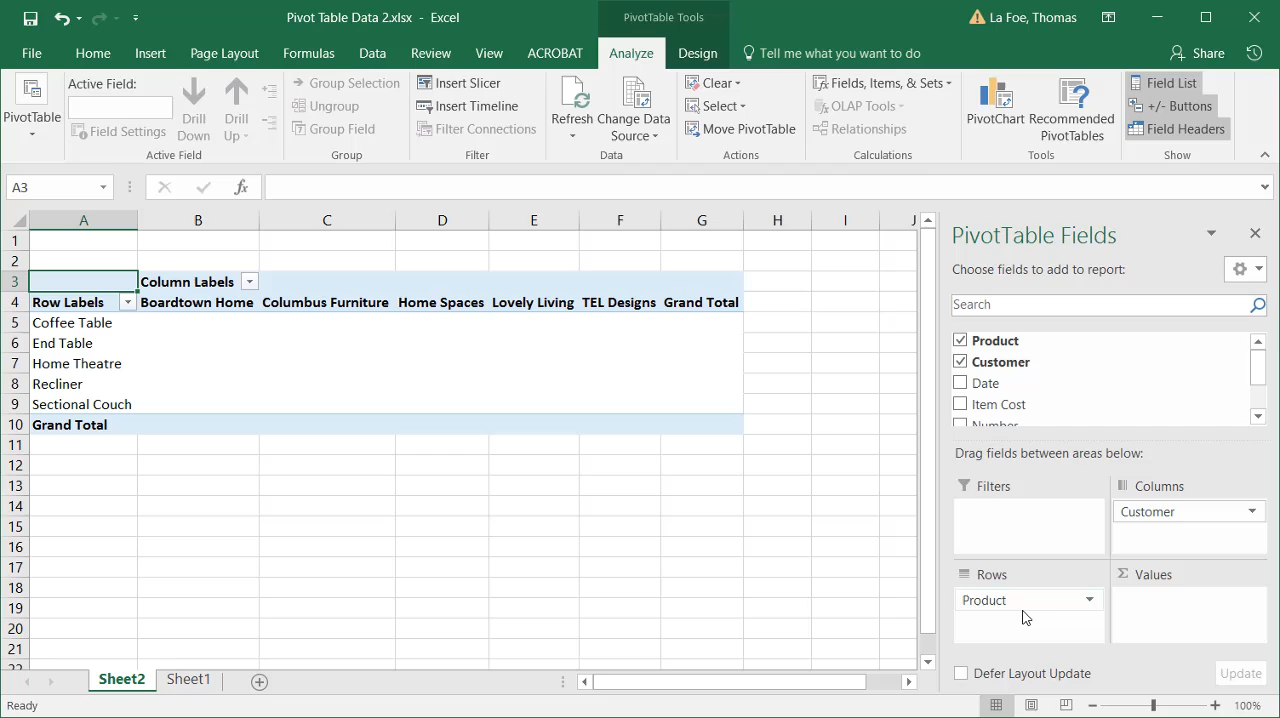 Pivot Table Data 2.xlsx - Excel
PivotTable Tools
La Foe, Thomas
File Home Insert Page Layout Formulas Data Review View ACROBAT Analyze Design Tell me what you want to do Share
PivotTable
Active Field:
Field Settings
Drill Down
Drill Up
Active Field
Group Selection
Ungroup
Group Field
Group
Insert Slicer
Insert Timeline
Filter Connections
Filter
Refresh
Change Data Source
Data
Clear
Select
Move PivotTable
Actions
Fields, Items, & Sets
OLAP Tools
Relationships
Calculations
PivotChart
Recommended PivotTables
Tools
Field List
+/- Buttons
Field Headers
Show
A3
fx
A B C D E F G H I J
1
2
3 Column Labels
4 Row Labels Boardtown Home Columbus Furniture Home Spaces Lovely Living TEL Designs Grand Total
5 Coffee Table
6 End Table
7 Home Theatre
8 Recliner
9 Sectional Couch
10 Grand Total
11
12
13
14
15
16
17
18
19
20
21
22
PivotTable Fields
Choose fields to add to report:
Search
Product
Customer
Date
Item Cost
Number
Drag fields between areas below:
Filters
Columns
Customer
Rows
Product
Σ Values
Defer Layout Update
Update
Sheet2 Sheet1
Ready
100%